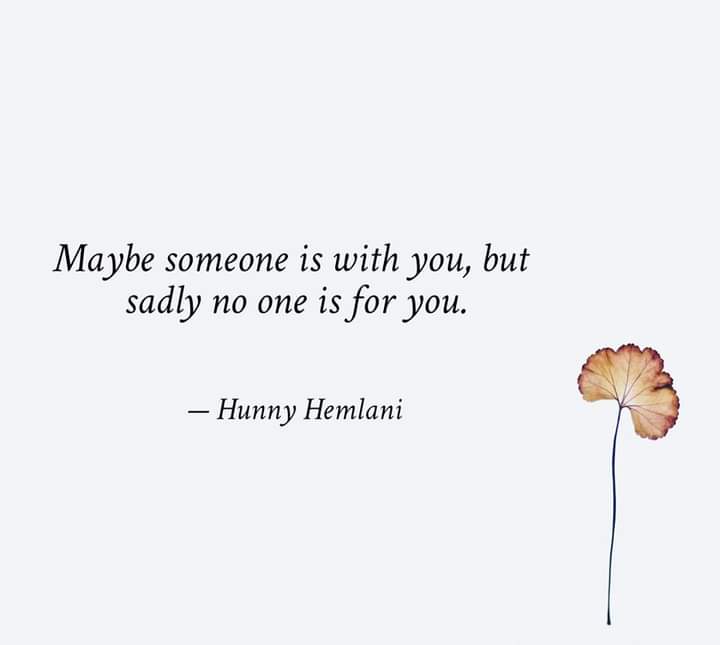 Maybe someone is with you, but
sadly no one is for you.
— Hunny Hemlani